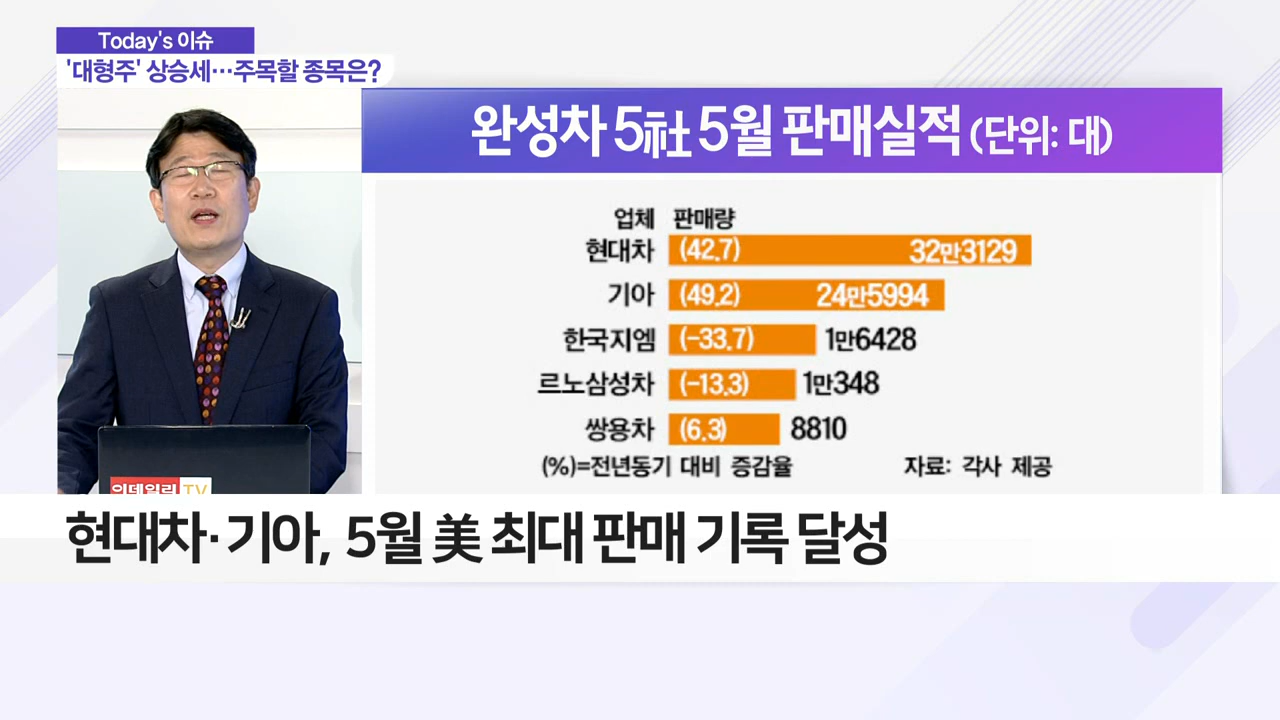 Today's 이슈
'대형주' 상승세…주목할 종목은?
완성차 5社 5월 판매실적 (단위: 대)
업체 판매량
현대차 (42.7) 32만3129
기아 (49.2) 24만5994
한국지엠 (-33.7) 1만6428
르노삼성차 (-13.3) 1만348
쌍용차 (6.3) 8810
(%)=전년동기 대비 증감율 자료: 각사 제공
이데일리 TV
현대차·기아, 5월 美 최대 판매 기록 달성